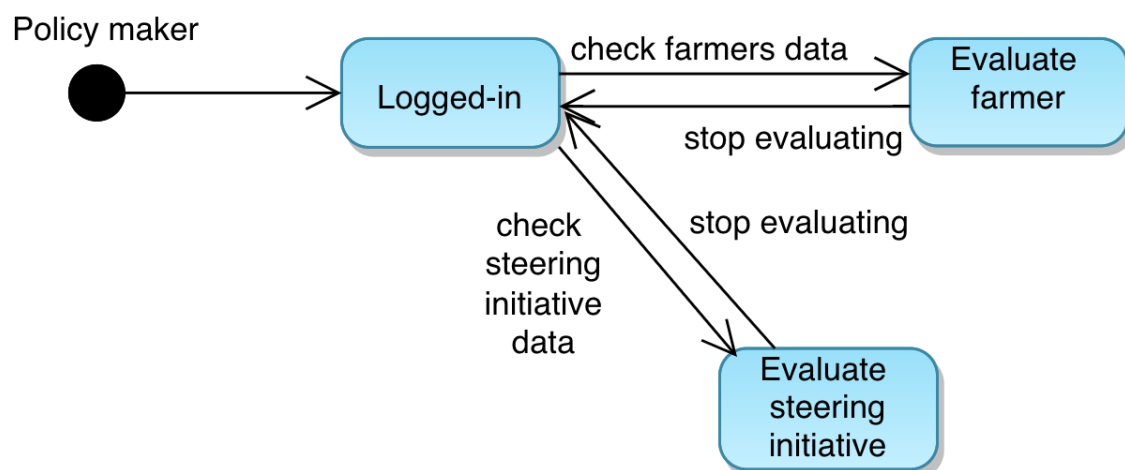 Policy maker
Logged-in
check farmers data
Evaluate
farmer
stop evaluating
check
steering
initiative
data
stop evaluating
Evaluate
steering
initiative